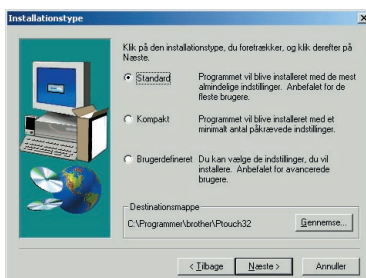 Installationstype
Klik på den installationstype, du foretrækker, og klik derefter på
Næste.
Standard Programmet vil blive installeret med de mest
almindelige indstillinger. Anbefalet for de
fleste brugere.
Kompakt Programmet vil blive installeret med et
minimalt antal påkrævede indstillinger.
Brugerdefineret Du kan vælge de indstillinger, du vil
installere. Anbefalet for avancerede
brugere.
Destinationsmappe
C:\Programmer\brother\Ptouch32 Gennemse...
< Tilbage Næste > Annuller